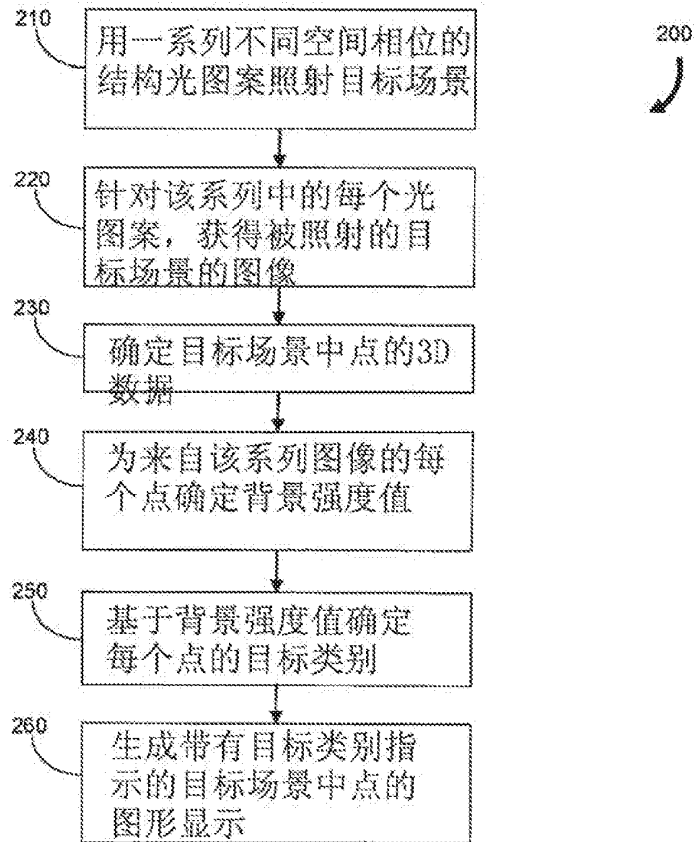 210
用一系列不同空间相位的
结构光图案照射目标场景
200
220
针对该系列中的每个光
图案，获得被照射的目
标场景的图像
230
确定目标场景中点的3D
数据
240
为来自该系列图像的每
个点确定背景强度值
250
基于背景强度值确定
每个点的目标类别
260
生成带有目标类别指
示的目标场景中点的
图形显示